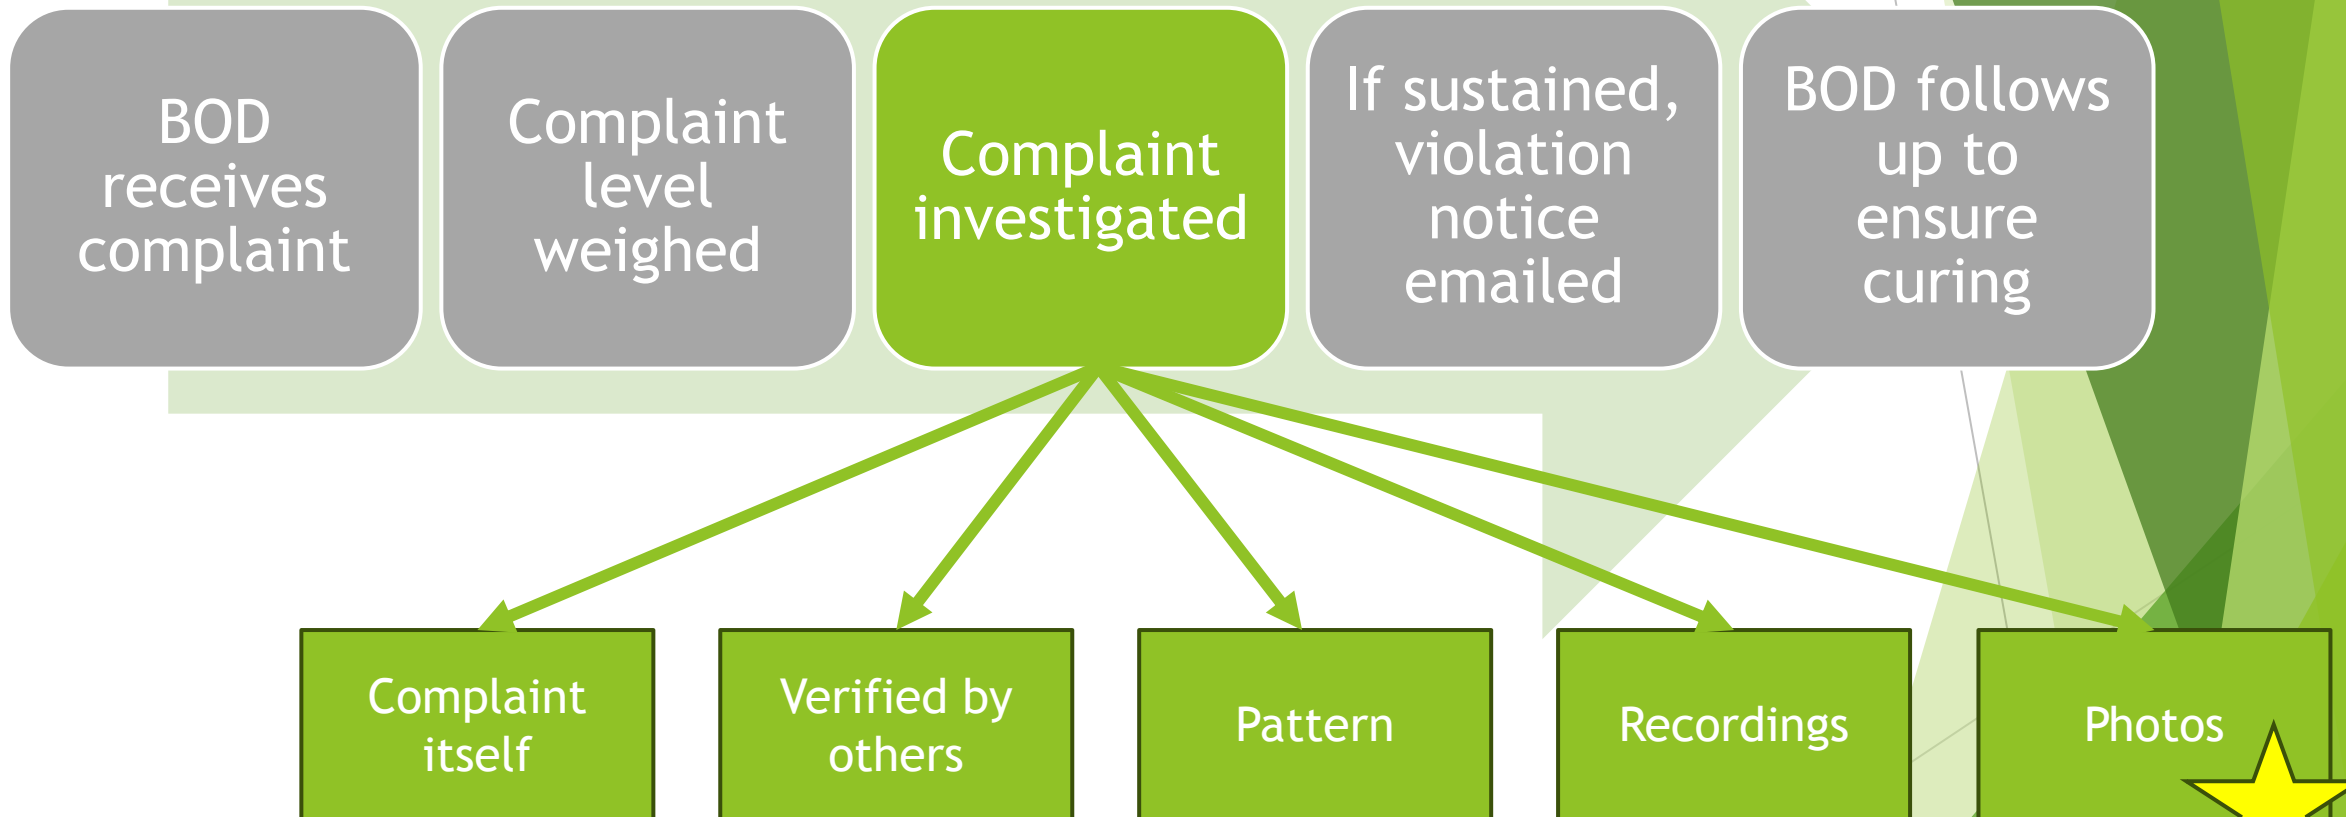 BOD
receives
complaint
Complaint
level
weighed
Complaint
investigated
If sustained,
violation
notice
emailed
BOD follows
up to
ensure
curing
Complaint
itself
Verified by
others
Pattern
Recordings
Photos